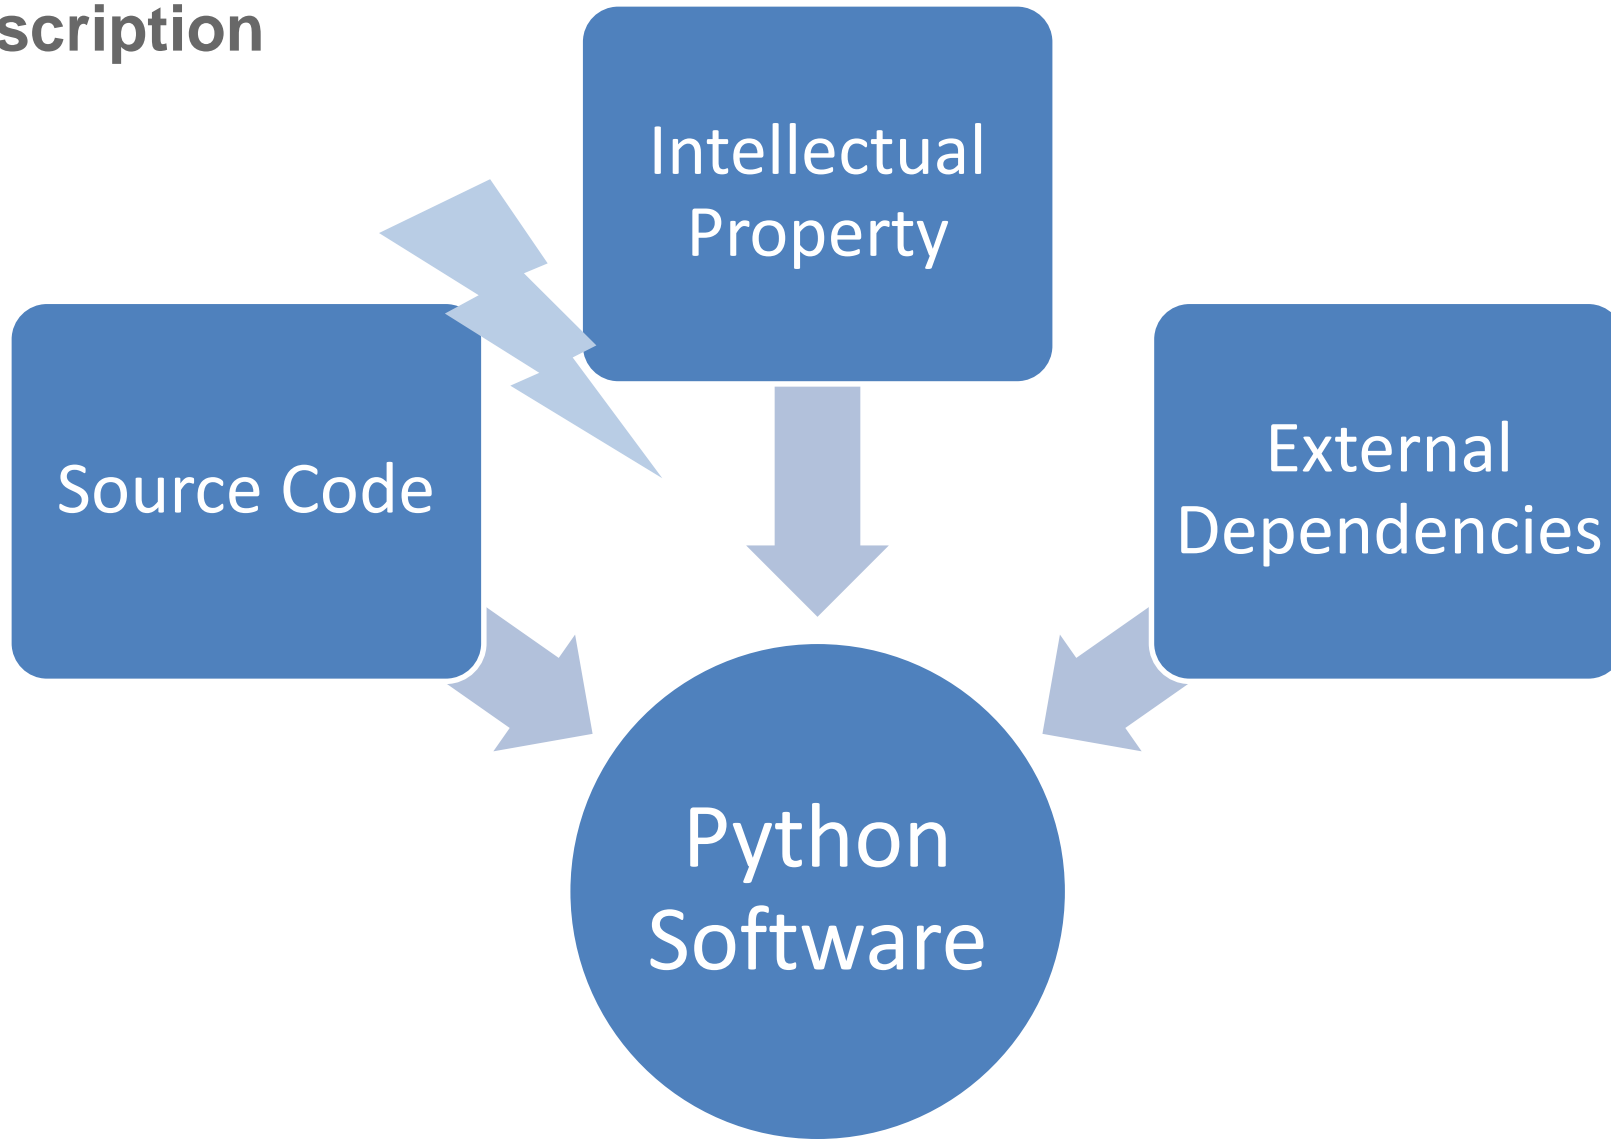 scription
Intellectual
Property
Source Code
External
Dependencies
Python
Software